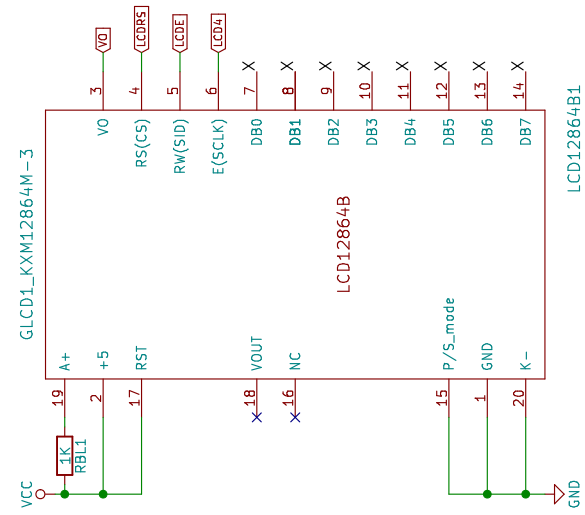 VO
LCDRS
LCDE
LCD4
3
4
5
6
7
8
9
10
11
12
13
14
VO
RS(CS)
RW(SID)
E(SCLK)
DB0
DB1
DB2
DB3
DB4
DB5
DB6
DB7
LCD12864B1
GLCD1_KXM12864M-3
LCD12864B
A+
+5
RST
VOUT
NC
P/S_mode
GND
K-
19
2
17
18
16
15
1
20
1K
RBL1
VCC
GND